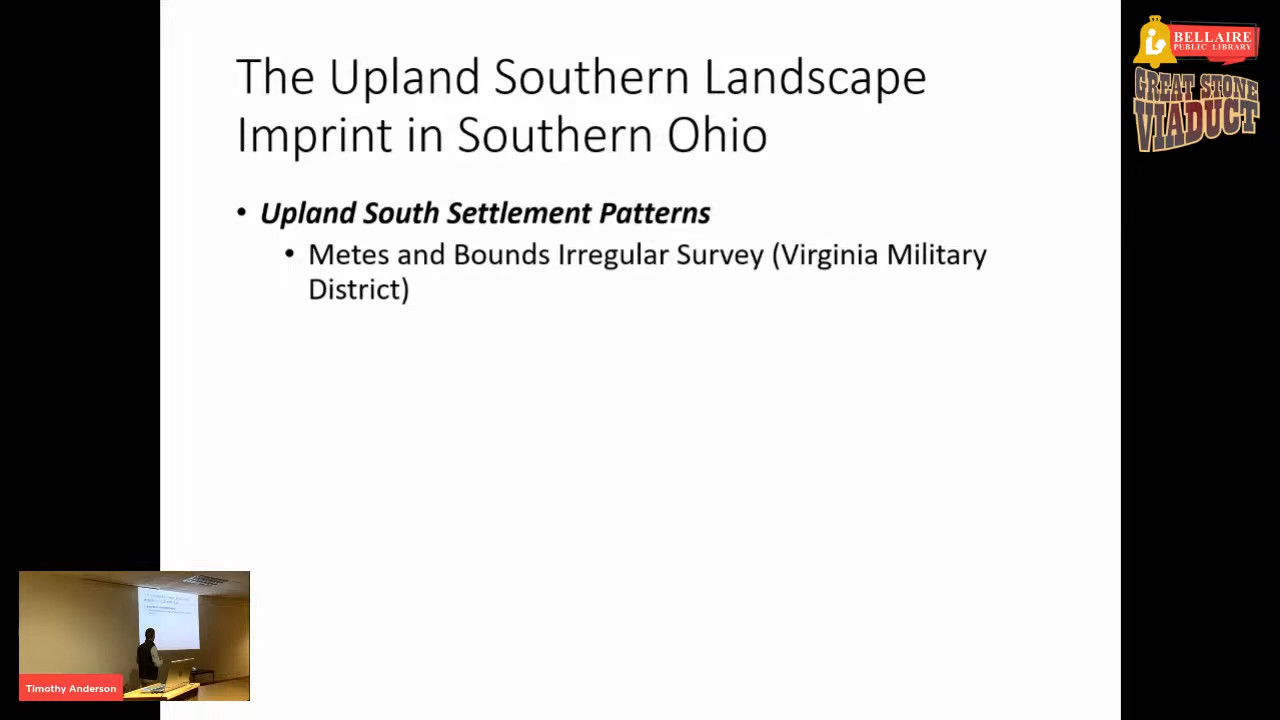 The Upland Southern Landscape
Imprint in Southern Ohio
• Upland South Settlement Patterns
• Metes and Bounds Irregular Survey (Virginia Military
District)
BELLAIRE
PUBLIC LIBRARY
GREAT STONE
VIADUCT
Timothy Anderson